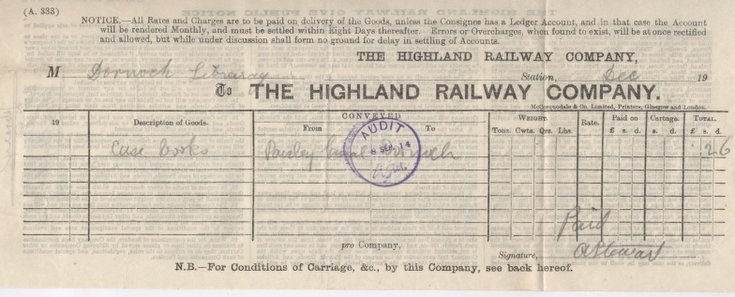 (A. 333)
NOTICE.—All Rates and Charges are to be paid on delivery of the Goods, unless the Consignee has a Ledger Account, and in that case the Account
will be rendered Monthly, and must be settled within Eight Days thereafter. Errors or Overcharges, when found to exist, will be at once rectified
and allowed, but while under discussion shall form no ground for delay in settling of Accounts.
THE HIGHLAND RAILWAY COMPANY,
M Dornoch Library Station, Dec 19
To THE HIGHLAND RAILWAY COMPANY.
McCorquodale & Co. Limited, Printers, Glasgow and London.
19 Description of Goods. CONVEYED From To WEIGHT. Tons. Cwts. Qrs. Lbs. Rate. Paid on £ s. d. Cartage. s. d. TOTAL. £ s. d.
AUDIT
Case books Paisley Canal Dornoch 2 6
Paid
pro Company.
Signature, A Stewart
N.B.—For Conditions of Carriage, &c., by this Company, see back hereof.